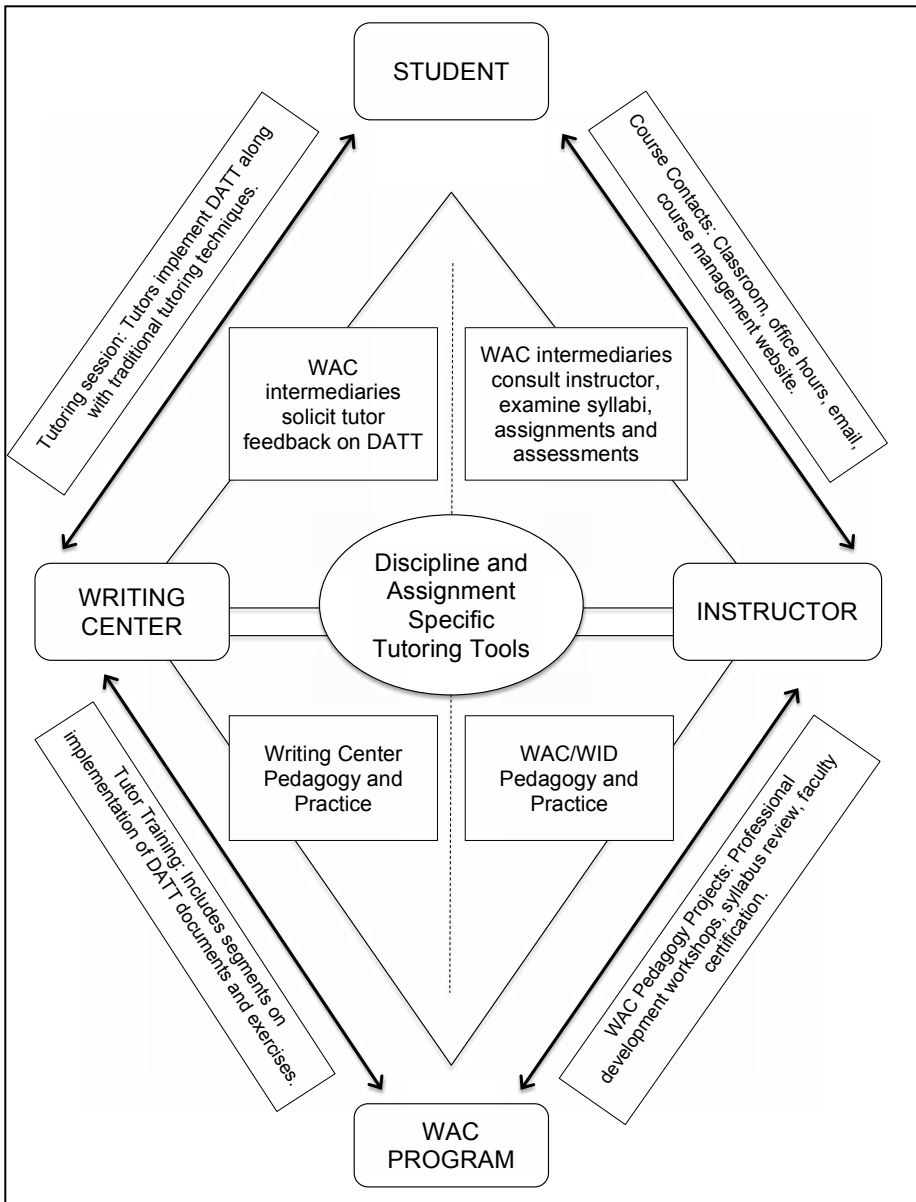 STUDENT
Tutoring session: Tutors implement DATT along
with traditional tutoring techniques.
Course Contacts: Classroom, office hours, email,
course management website.
WAC
intermediaries
solicit tutor
feedback on DATT
WAC intermediaries
consult instructor,
examine syllabi,
assignments and
assessments
WRITING
CENTER
Discipline and
Assignment
Specific
Tutoring Tools
INSTRUCTOR
Writing Center
Pedagogy and
Practice
WAC/WID
Pedagogy and
Practice
Tutor Training: Includes segments on
implementation of DATT documents and exercises.
WAC Pedagogy Projects: Professional
development workshops, syllabus review, faculty
certification.
WAC
PROGRAM